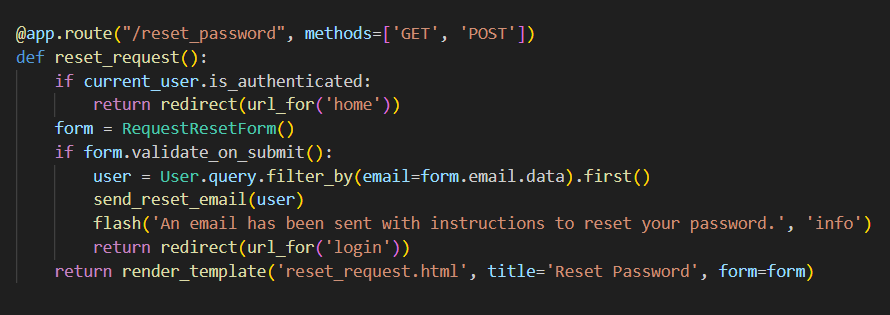 @app.route("/reset_password", methods=['GET', 'POST'])
def reset_request():
    if current_user.is_authenticated:
        return redirect(url_for('home'))
    form = RequestResetForm()
    if form.validate_on_submit():
        user = User.query.filter_by(email=form.email.data).first()
        send_reset_email(user)
        flash('An email has been sent with instructions to reset your password.', 'info')
        return redirect(url_for('login'))
    return render_template('reset_request.html', title='Reset Password', form=form)